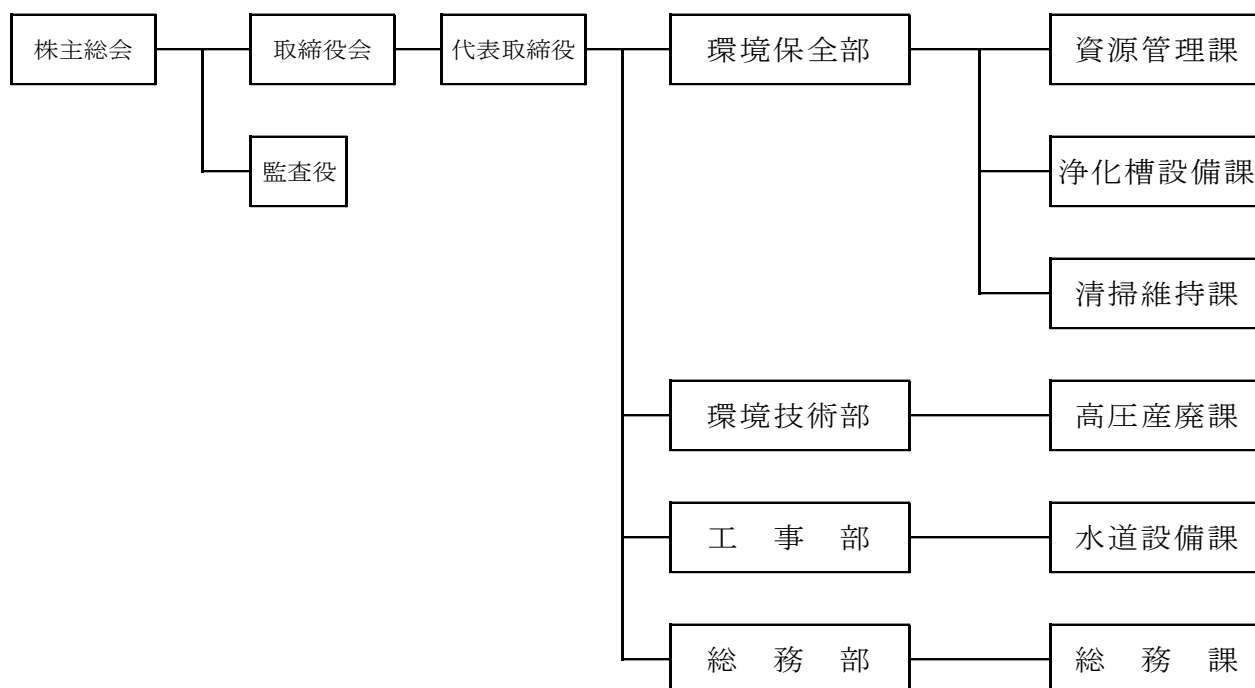 株主総会
取締役会
代表取締役
環境保全部
資源管理課
監査役
浄化槽設備課
清掃維持課
環境技術部
高圧産廃課
工事部
水道設備課
総務部
総務課